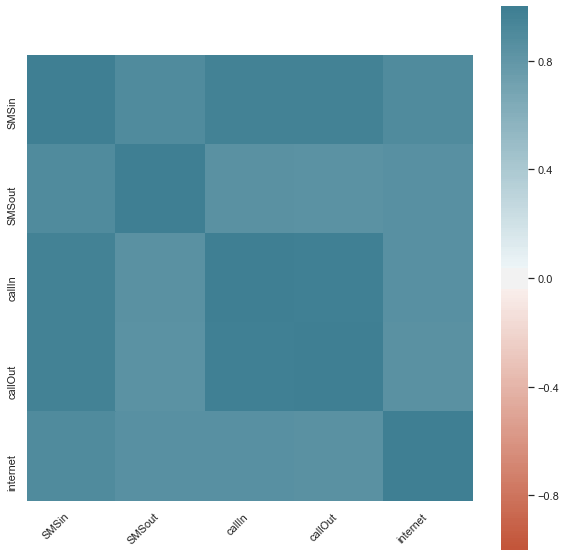 SMSin
SMSout
callIn
callOut
internet
SMSin
SMSout
callIn
callOut
internet
0.8
0.4
0.0
−0.4
−0.8